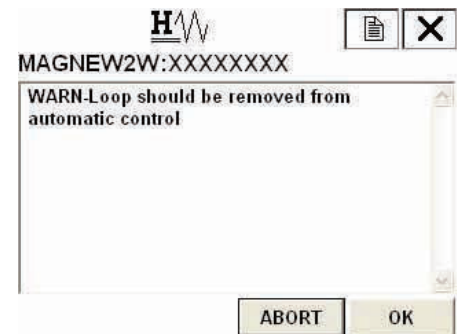 H
MAGNEW2W:XXXXXXXX
WARN-Loop should be removed from
automatic control
ABORT OK